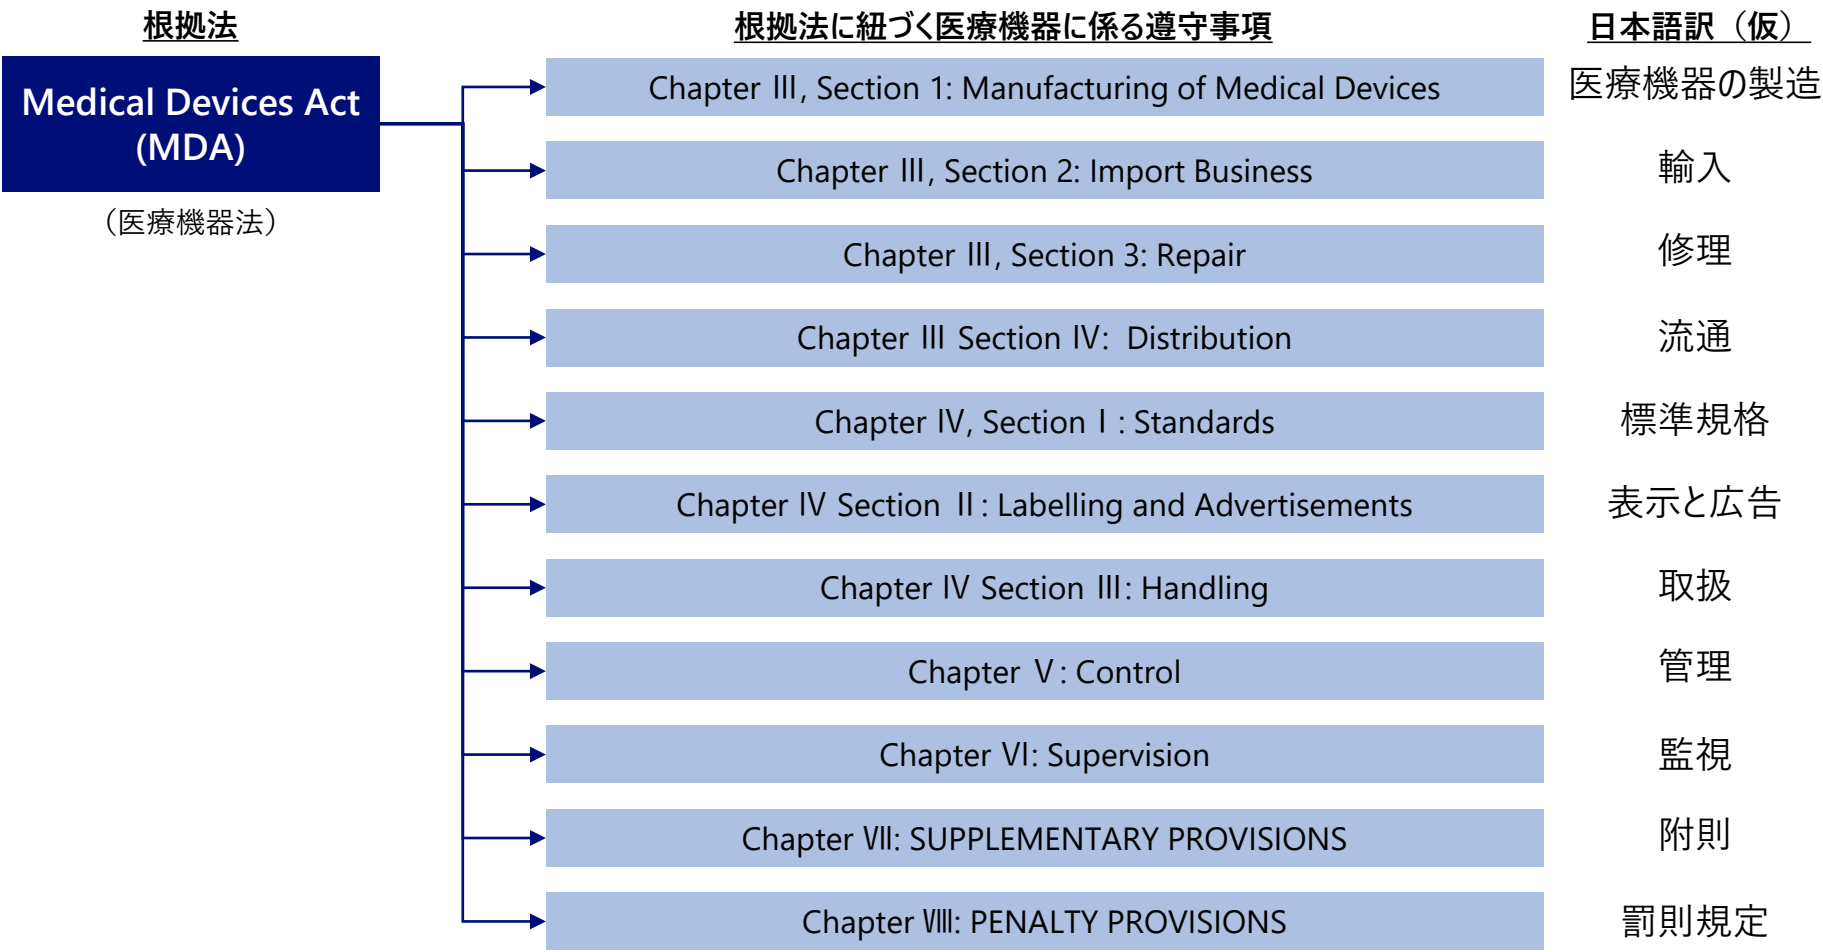 根拠法
根拠法に紐づく医療機器に係る遵守事項
日本語訳（仮）
Medical Devices Act
(MDA)
（医療機器法）
Chapter Ⅲ, Section 1: Manufacturing of Medical Devices
医療機器の製造
Chapter Ⅲ, Section 2: Import Business
輸入
Chapter Ⅲ, Section 3: Repair
修理
Chapter Ⅲ Section Ⅳ: Distribution
流通
Chapter Ⅳ, Section Ⅰ: Standards
標準規格
Chapter Ⅳ Section Ⅱ: Labelling and Advertisements
表示と広告
Chapter Ⅳ Section Ⅲ: Handling
取扱
Chapter Ⅴ: Control
管理
Chapter Ⅵ: Supervision
監視
Chapter Ⅶ: SUPPLEMENTARY PROVISIONS
附則
Chapter Ⅷ: PENALTY PROVISIONS
罰則規定